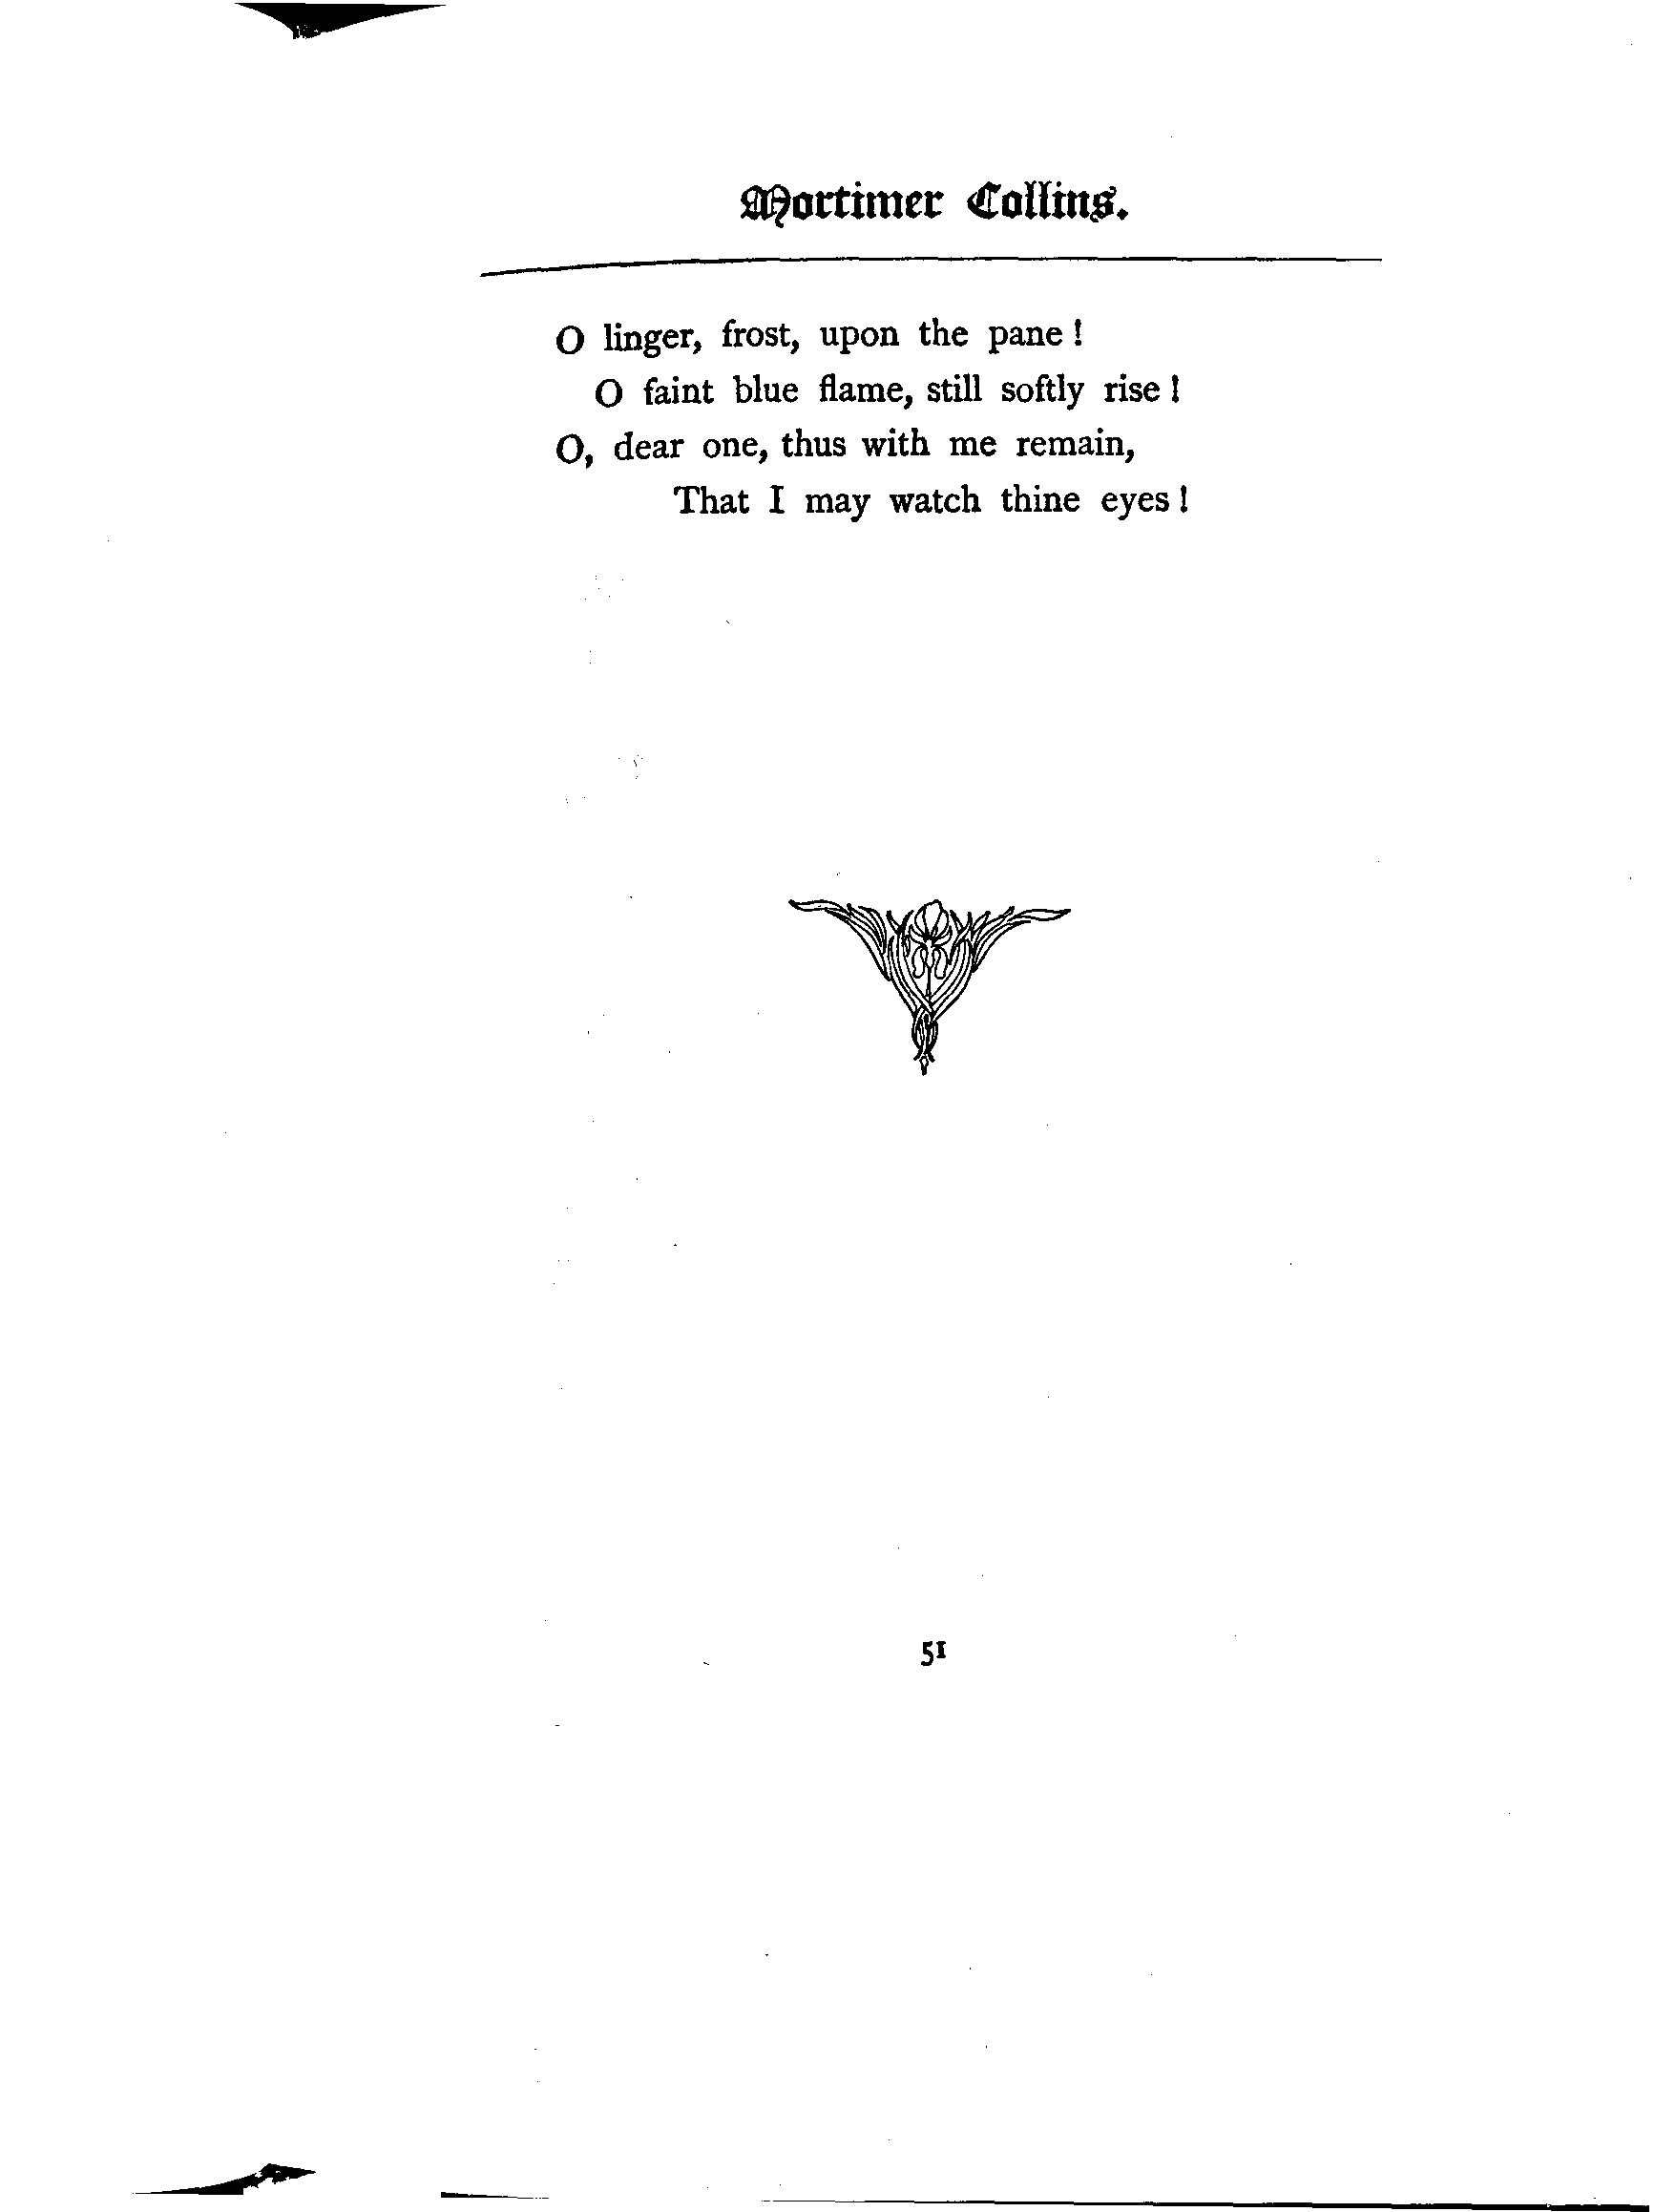 Mortimer Collins.
O linger, frost, upon the pane !
O faint blue flame, still softly rise !
O, dear one, thus with me remain,
That I may watch thine eyes !
51